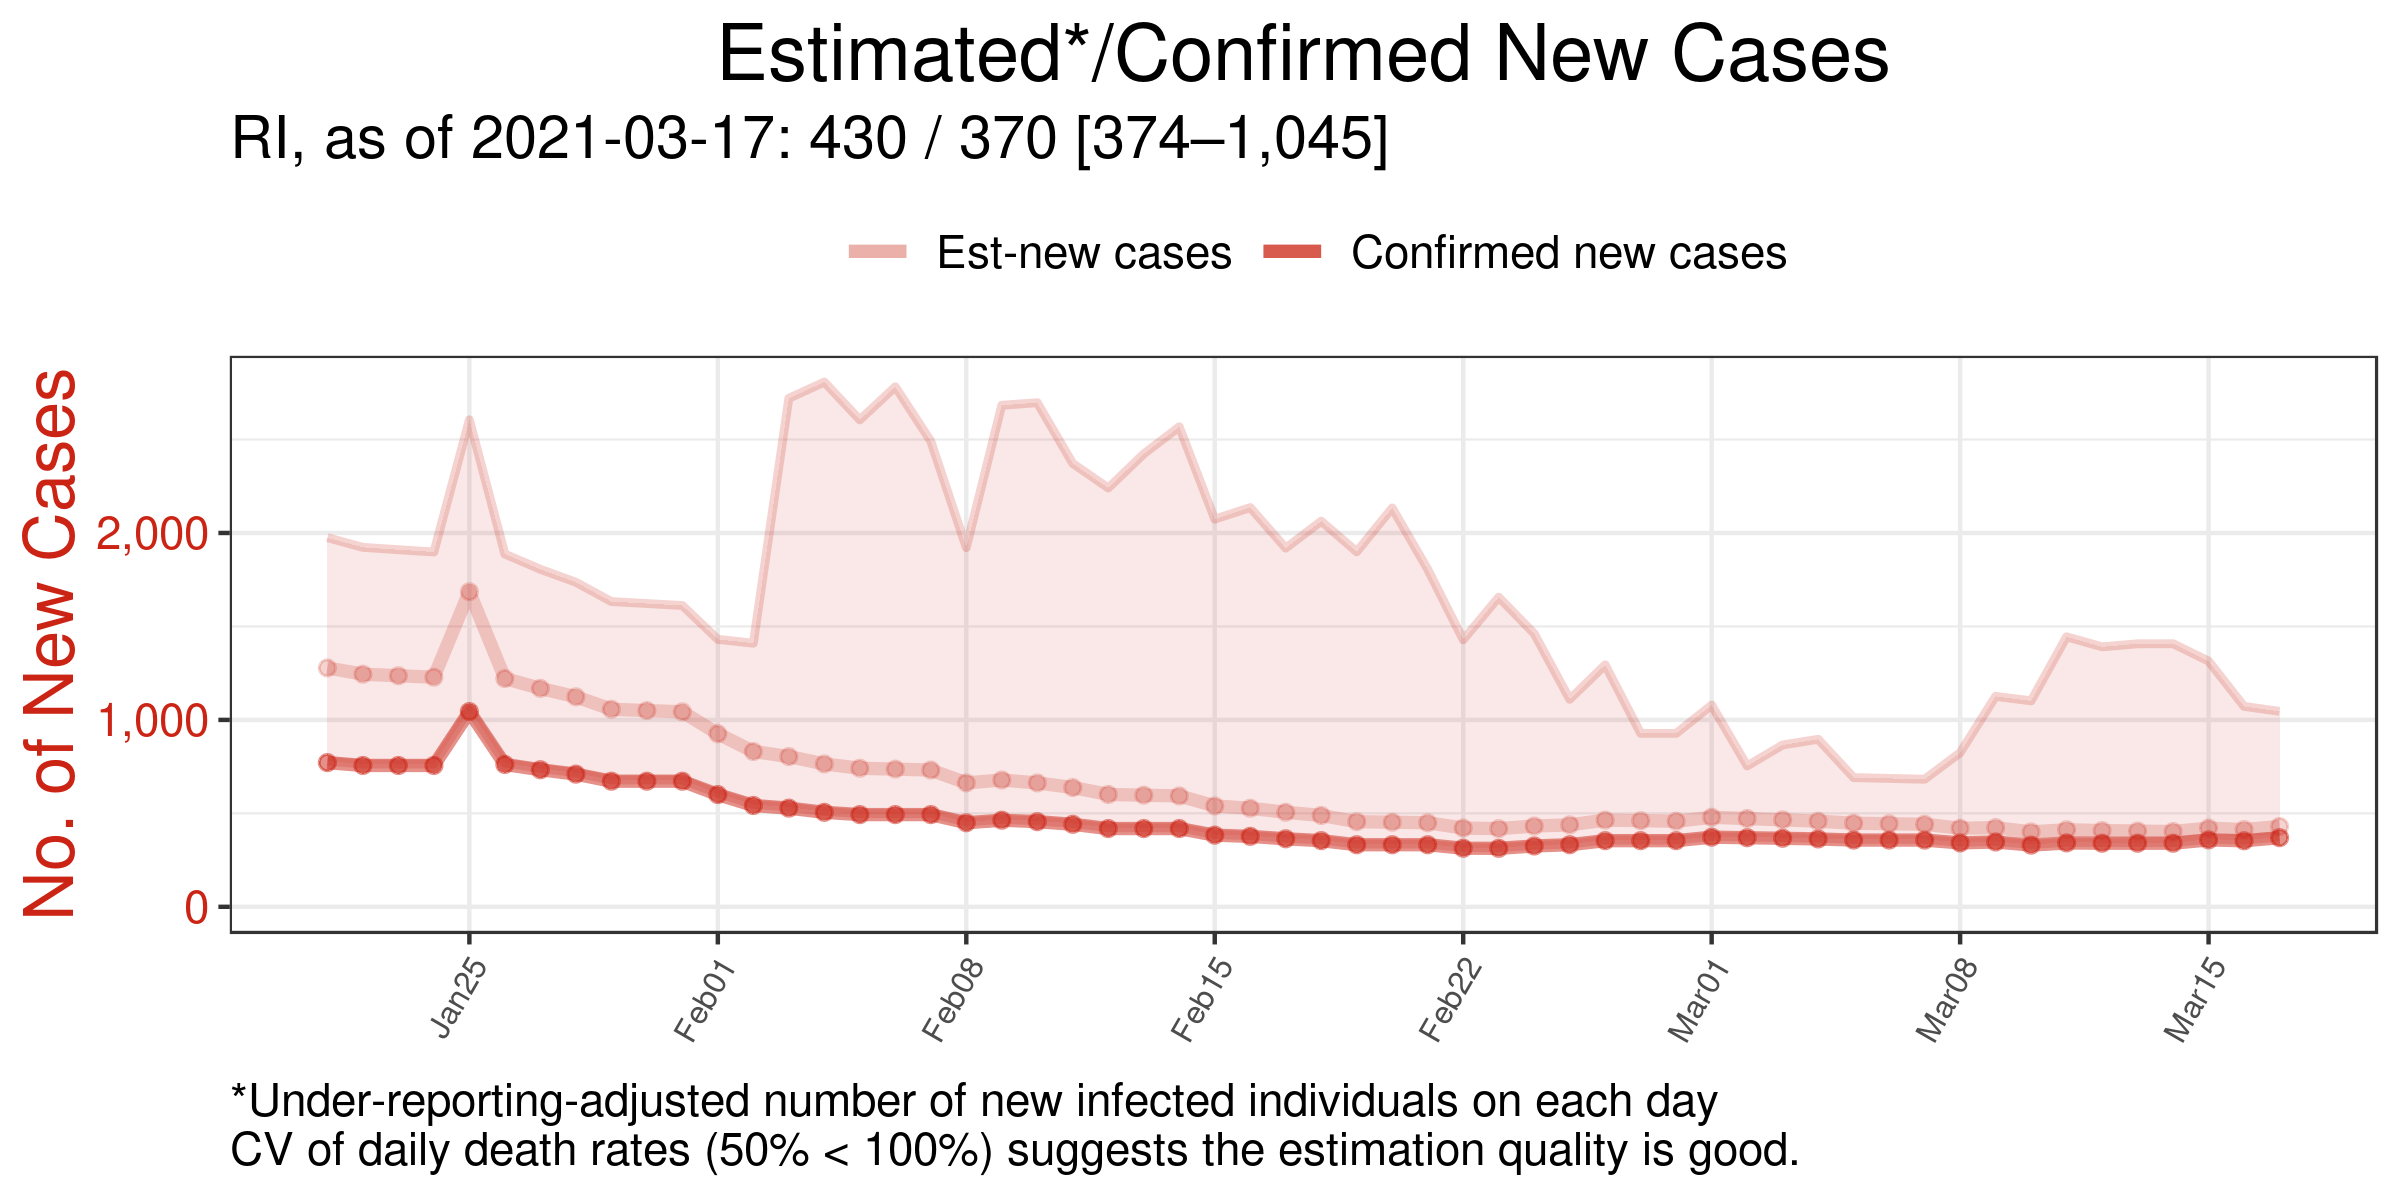 Estimated*/Confirmed New Cases
RI, as of 2021-03-17: 430 / 370 [374–1,045]
Est-new cases
Confirmed new cases
No. of New Cases
2,000
1,000
0
Jan25
Feb01
Feb08
Feb15
Feb22
Mar01
Mar08
Mar15
*Under-reporting-adjusted number of new infected individuals on each day
CV of daily death rates (50% < 100%) suggests the estimation quality is good.